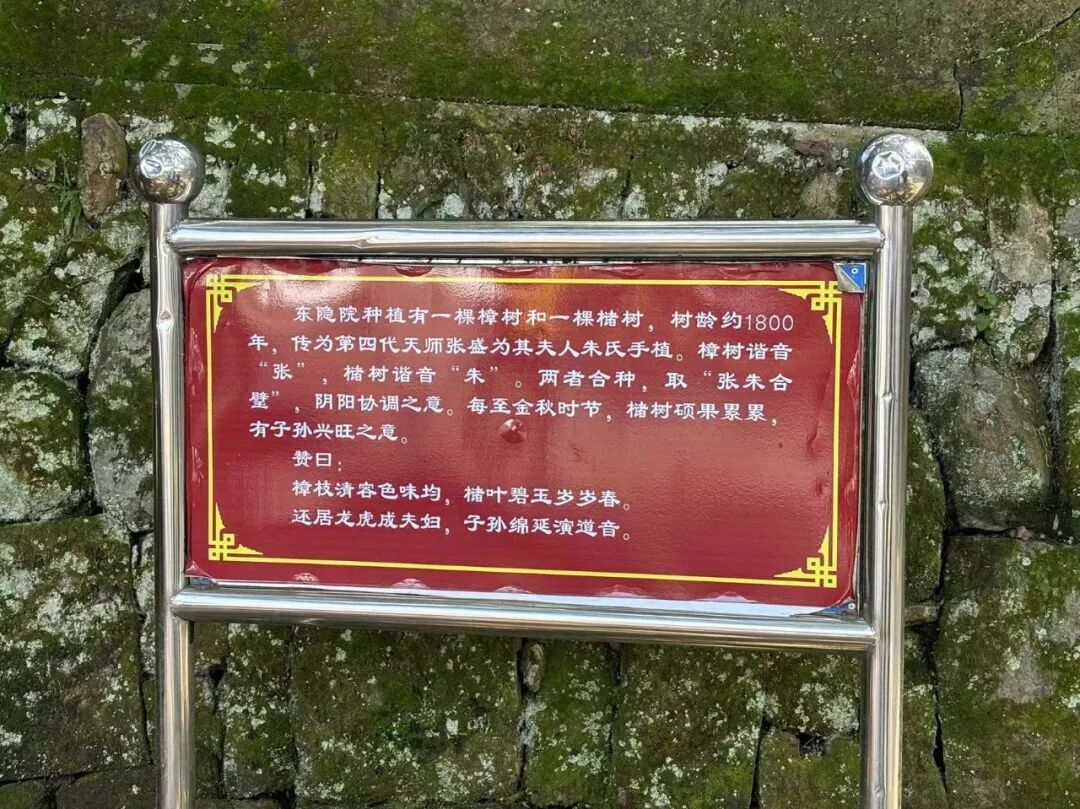 东隐院种植有一棵樟树和一棵槠树，树龄约1800
年，传为第四代天师张盛为其夫人朱氏手植。樟树谐音
“张”，槠树谐音“朱”。两者合种，取“张朱合
璧”，阴阳协调之意。每至金秋时节，槠树硕果累累，
有子孙兴旺之意。
赞曰：
樟枝清客色味均，槠叶碧玉岁岁春。
还居龙虎成夫妇，子孙绵延演道音。